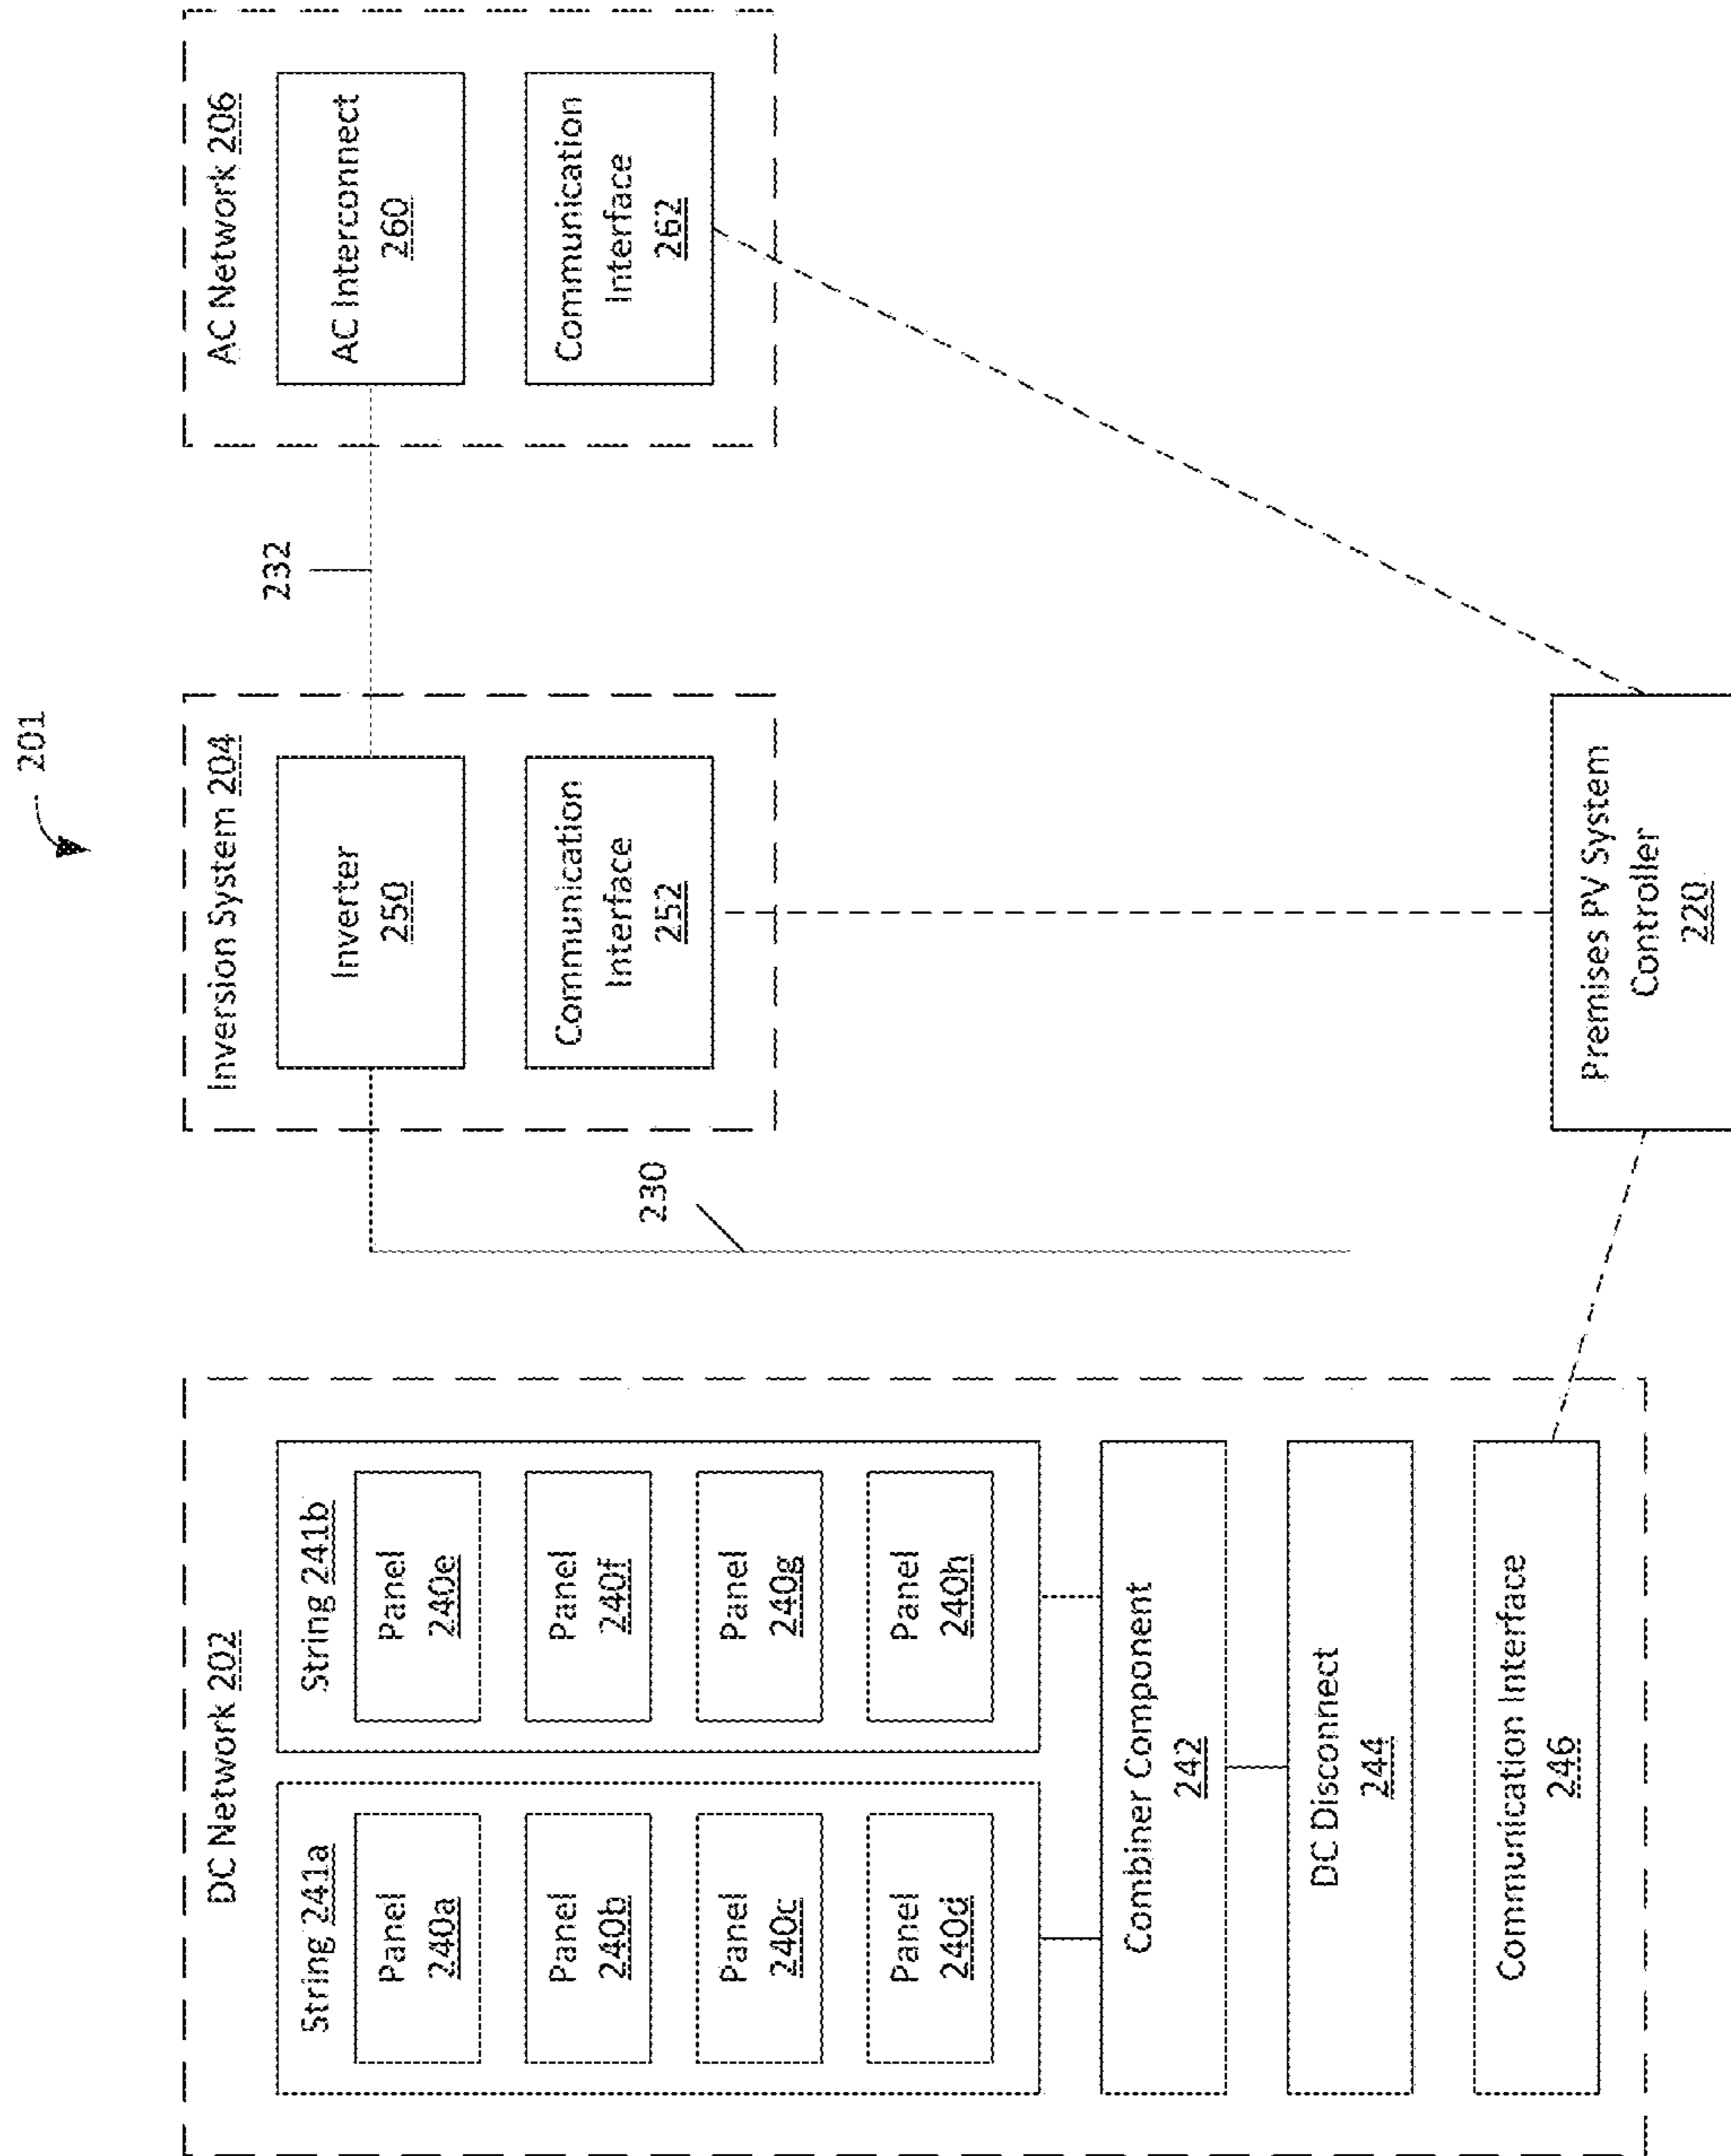 201
DC Network 202
String 241a
Panel
240a
Panel
240b
Panel
240c
Panel
240d
String 241b
Panel
240e
Panel
240f
Panel
240g
Panel
240h
Combiner Component
242
DC Disconnect
244
Communication Interface
246
230
Inversion System 204
Inverter
250
Communication
Interface
252
232
AC Network 206
AC Interconnect
260
Communication
Interface
262
Premises PV System
Controller
220